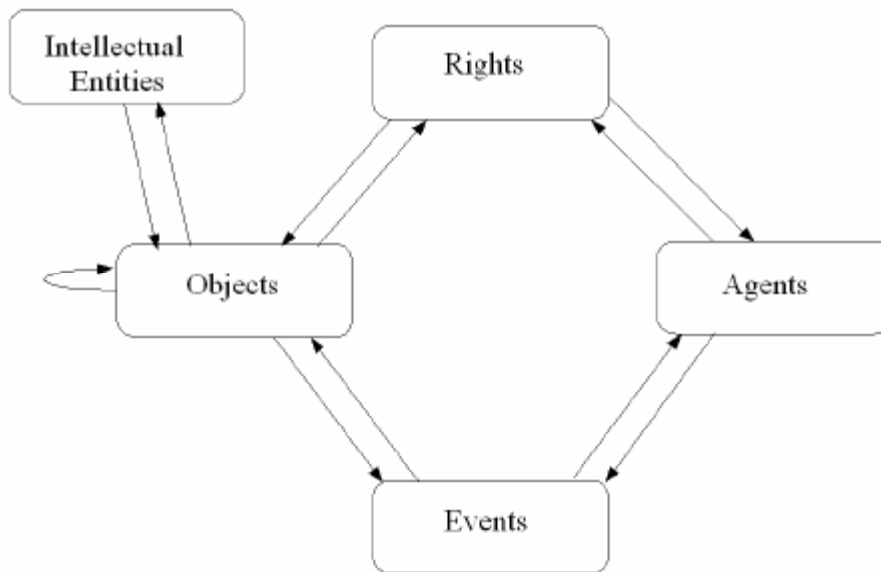 Intellectual
Entities
Rights
Objects
Agents
Events